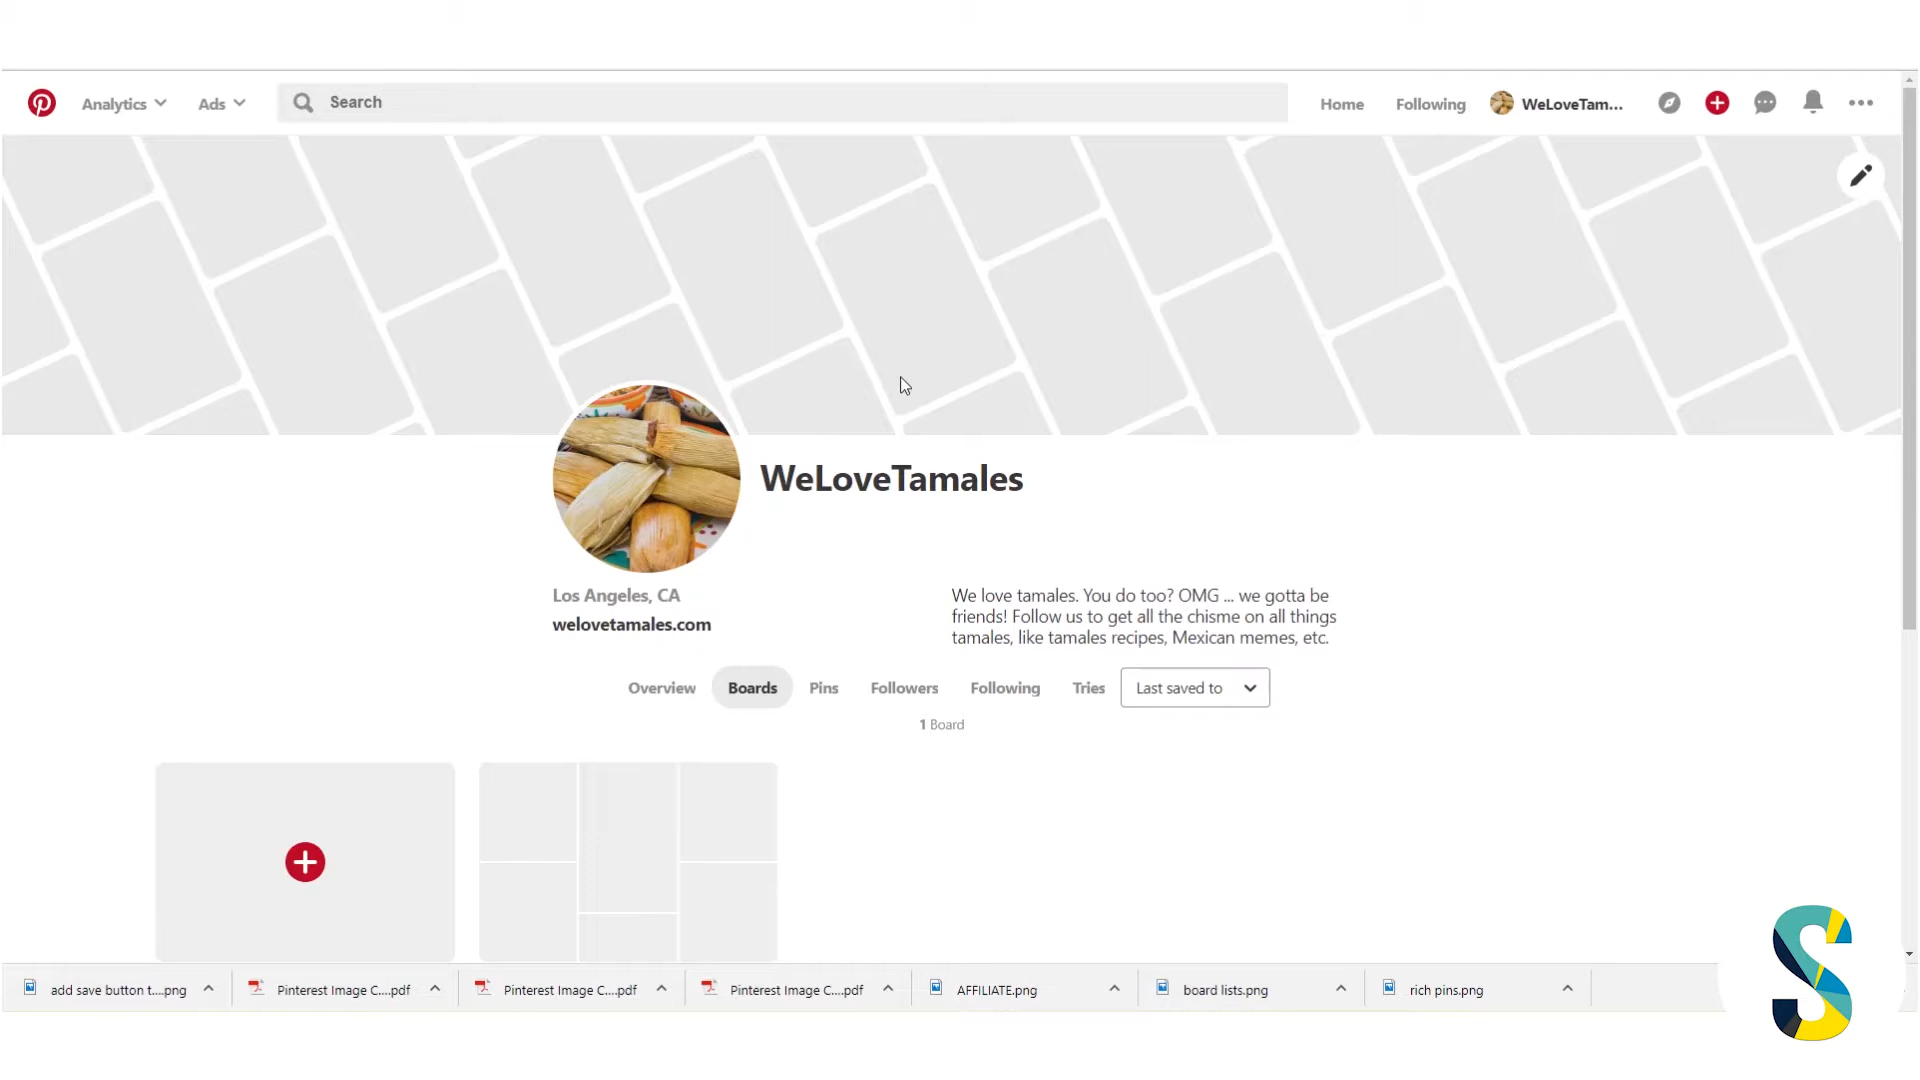 Analytics
Ads
Search
Home
Following
WeLoveTam...
WeLoveTamales
Los Angeles, CA
welovetamales.com
We love tamales. You do too? OMG ... we gotta be
friends! Follow us to get all the chisme on all things
tamales, like tamales recipes, Mexican memes, etc.
Overview
Boards
Pins
Followers
Following
Tries
Last saved to
1 Board
add save button t....png
Pinterest Image C....pdf
Pinterest Image C....pdf
Pinterest Image C....pdf
AFFILIATE.png
board lists.png
rich pins.png
S